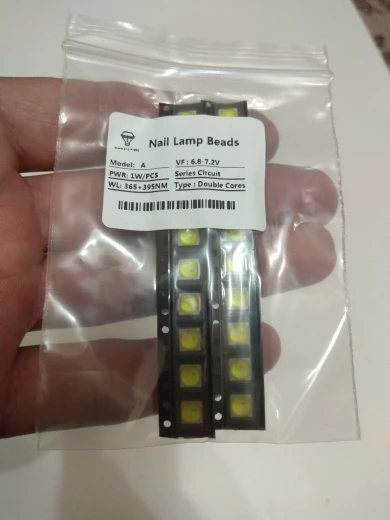 Nail Lamp Beads
Model: A
VF : 6.8-7.2V
PWR: 1W/PCS
Series Circuit
WL: 365+395NM
Type : Double Cores